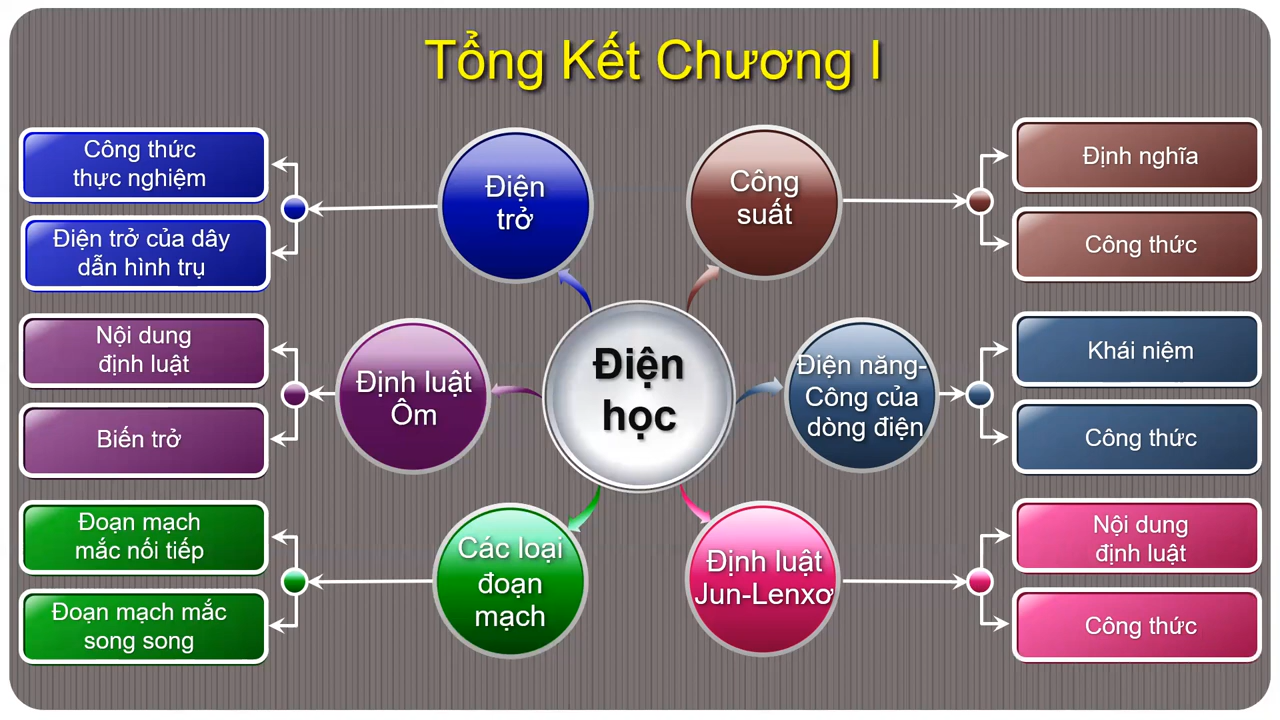 Tổng Kết Chương I
Công thức
thực nghiệm
Điện trở của dây
dẫn hình trụ
Điện
trở
Công
suất
Định nghĩa
Công thức
Nội dung
định luật
Biến trở
Định luật
Ôm
Điện
học
Điện năng-
Công của
dòng điện
Khái niệm
Công thức
Đoạn mạch
mắc nối tiếp
Đoạn mạch mắc
song song
Các loại
đoạn
mạch
Định luật
Jun-Lenxơ
Nội dung
định luật
Công thức